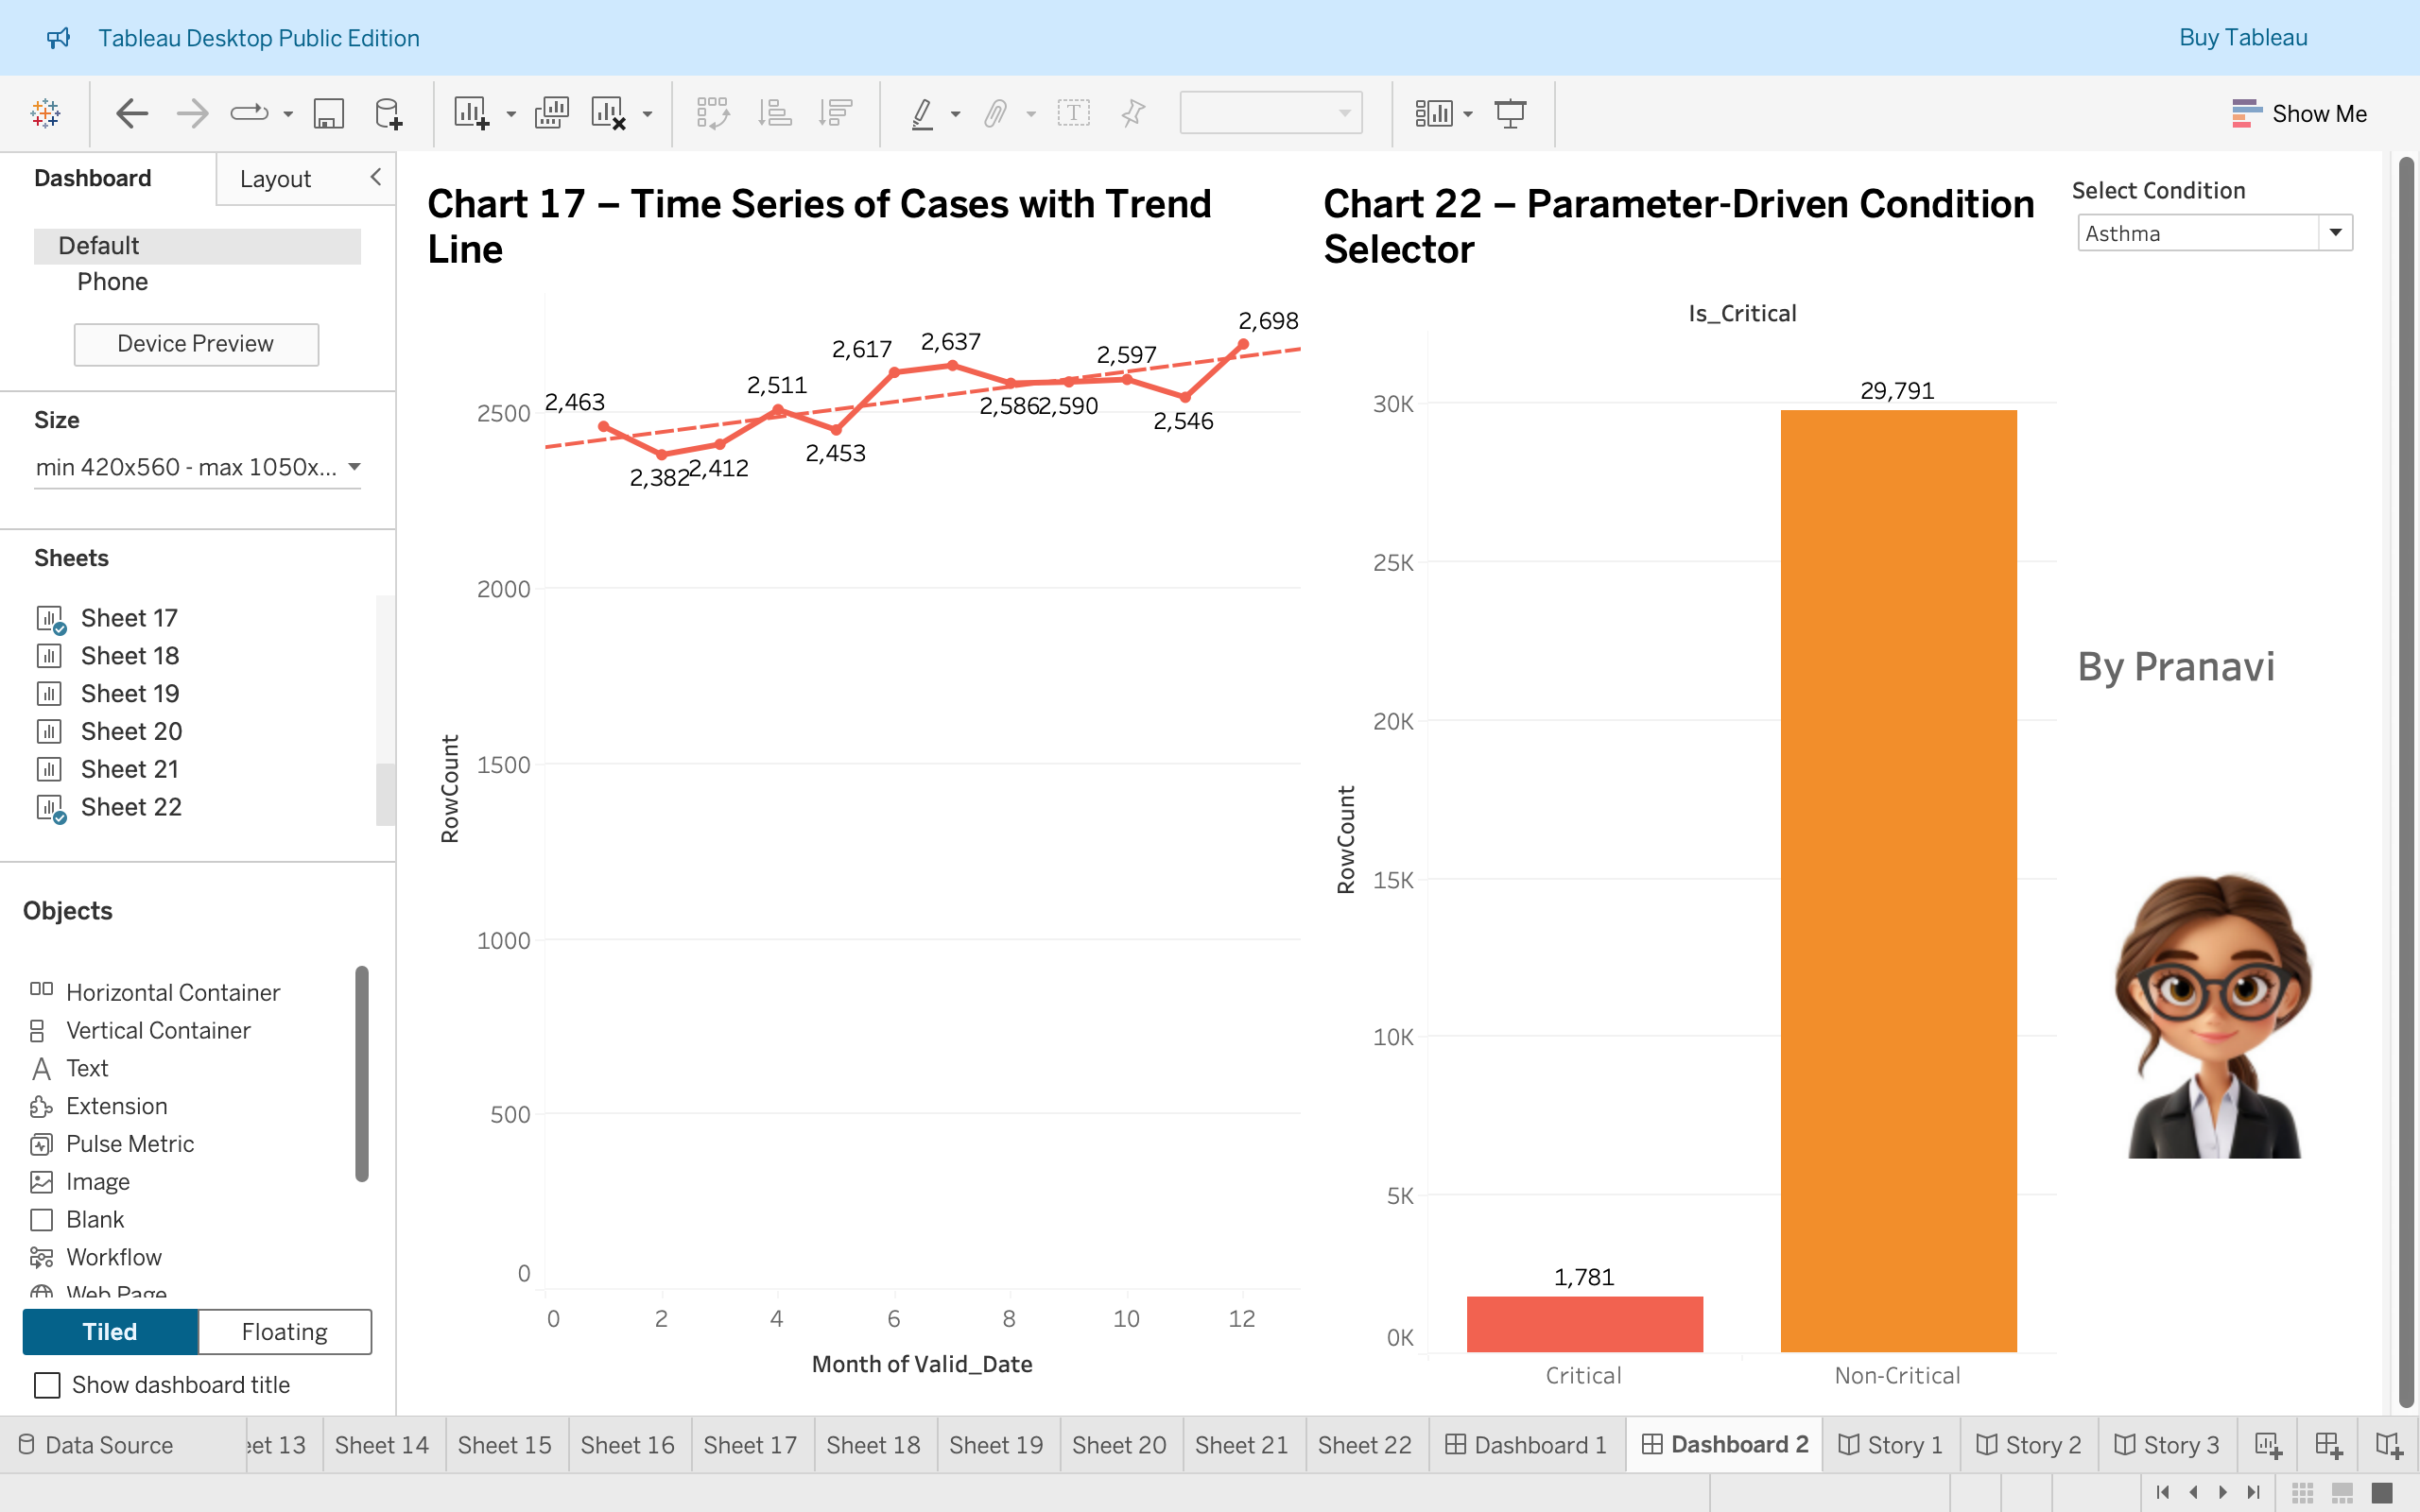 Tableau Desktop Public Edition
Buy Tableau
Show Me
Dashboard
Layout
Default
Phone
Device Preview
Size
min 420x560 - max 1050x...
Sheets
Sheet 17
Sheet 18
Sheet 19
Sheet 20
Sheet 21
Sheet 22
Objects
Horizontal Container
Vertical Container
A Text
Extension
Pulse Metric
Image
Blank
Workflow
Web Page
Tiled
Floating
Show dashboard title
Chart 17 – Time Series of Cases with Trend
Line
2,463
2,382
2,412
2,511
2,453
2,617
2,637
2,586
2,590
2,597
2,546
2,698
2500
2000
1500
1000
500
0
RowCount
0
2
4
6
8
10
12
Month of Valid_Date
Chart 22 – Parameter-Driven Condition
Selector
Is_Critical
29,791
1,781
30K
25K
20K
15K
10K
5K
0K
RowCount
Critical
Non-Critical
Select Condition
Asthma
By Pranavi
Data Source
eet 13
Sheet 14
Sheet 15
Sheet 16
Sheet 17
Sheet 18
Sheet 19
Sheet 20
Sheet 21
Sheet 22
Dashboard 1
Dashboard 2
Story 1
Story 2
Story 3